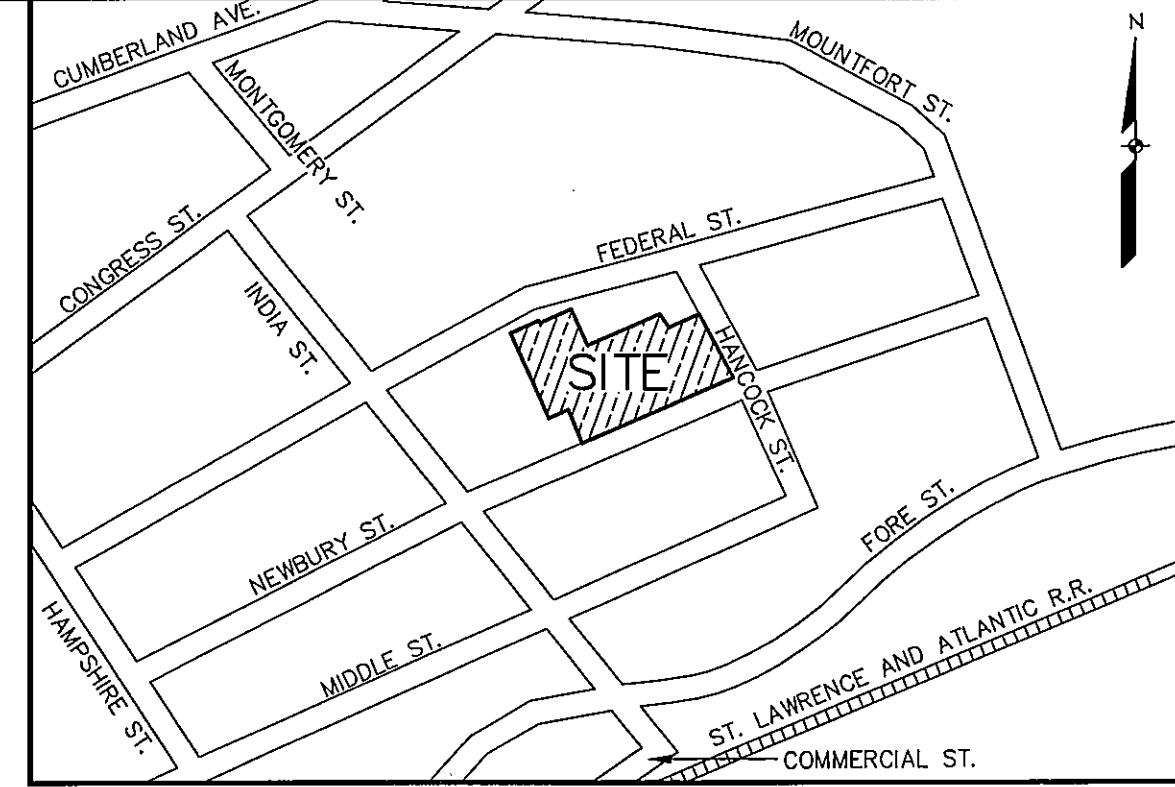 CUMBERLAND AVE.
N
MOUNTFORT ST.
MONTGOMERY ST.
CONGRESS ST.
FEDERAL ST.
INDIA ST.
SITE
HANCOCK ST.
NEWBURY ST.
FORE ST.
HAMPSHIRE ST.
MIDDLE ST.
ST. LAWRENCE AND ATLANTIC R.R.
COMMERCIAL ST.